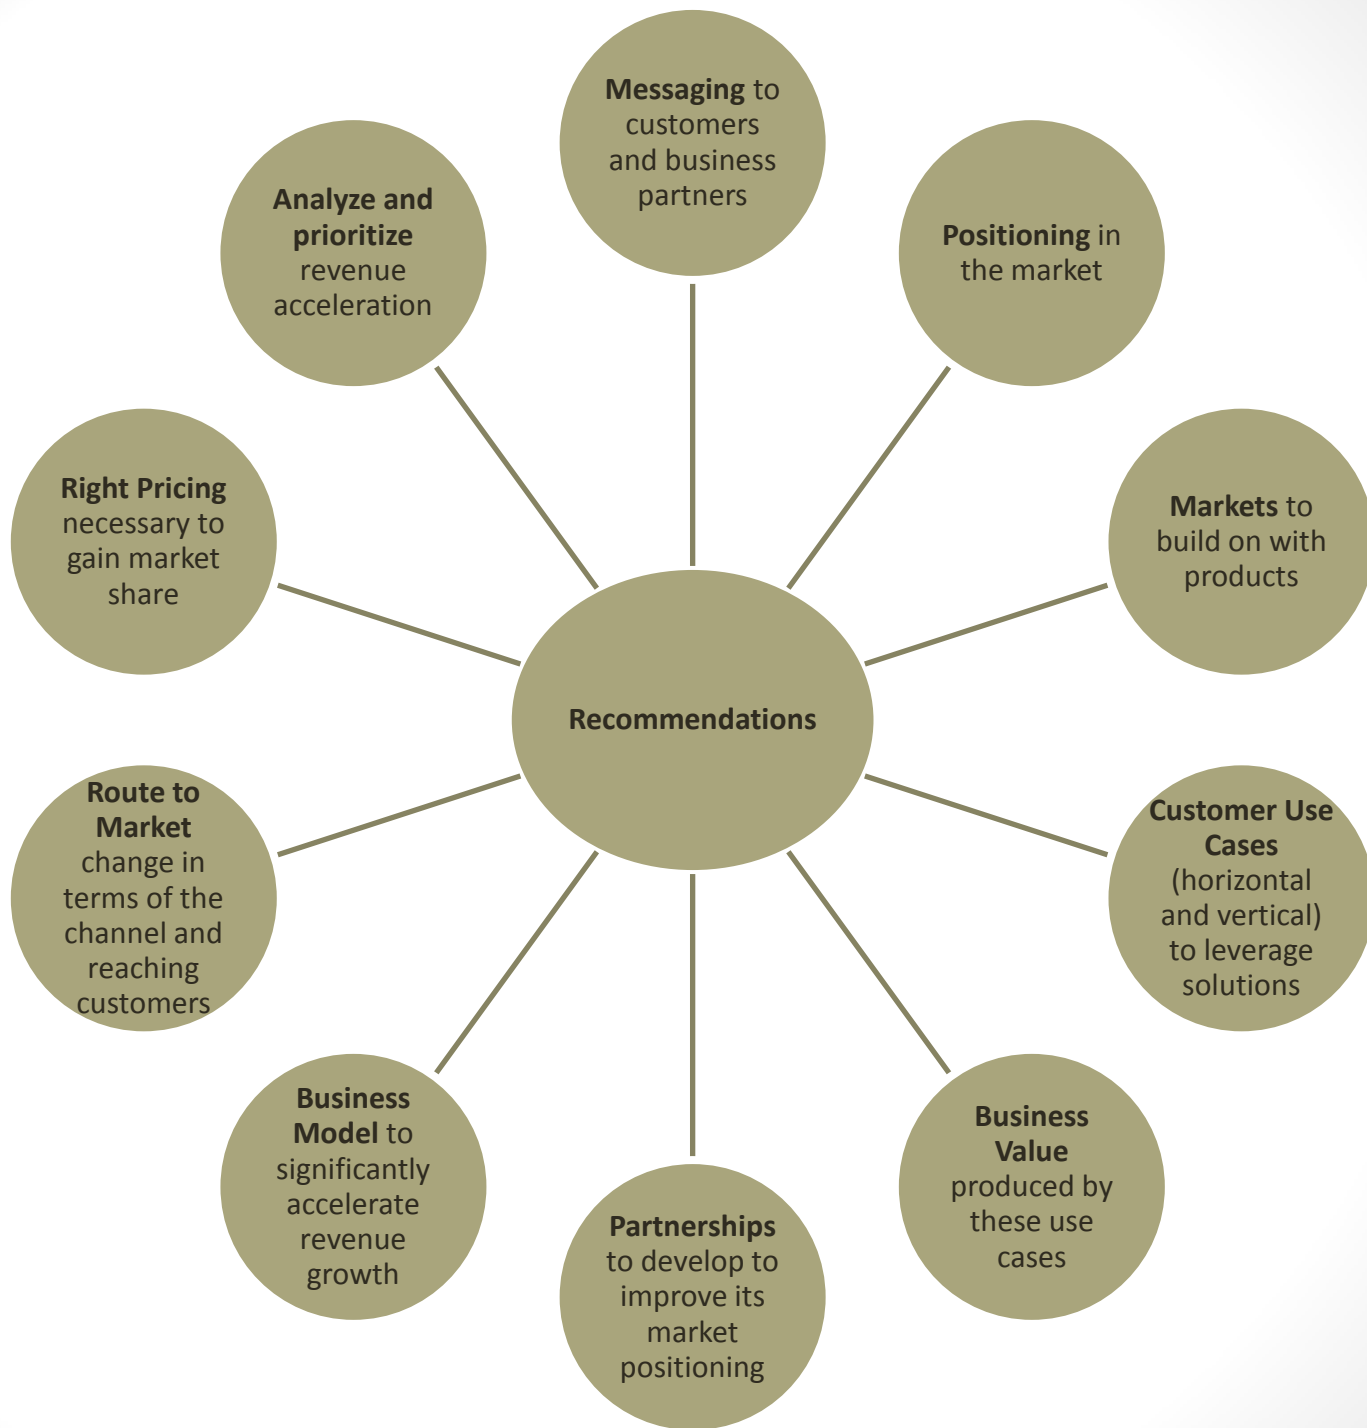 Messaging to
customers
and business
partners
Positioning in
the market
Markets to
build on with
products
Customer Use
Cases
(horizontal
and vertical)
to leverage
solutions
Business
Value
produced by
these use
cases
Partnerships
to develop to
improve its
market
positioning
Business
Model to
significantly
accelerate
revenue
growth
Route to
Market
change in
terms of the
channel and
reaching
customers
Right Pricing
necessary to
gain market
share
Analyze and
prioritize
revenue
acceleration
Recommendations